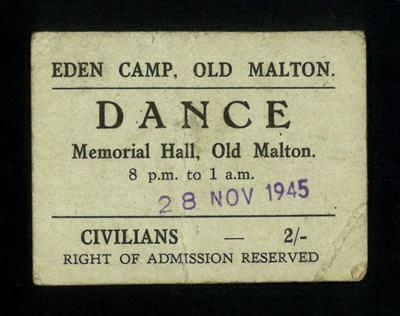 EDEN CAMP, OLD MALTON.
DANCE
Memorial Hall, Old Malton.
8 p.m. to 1 a.m.
28 NOV 1945
CIVILIANS — 2/-
RIGHT OF ADMISSION RESERVED